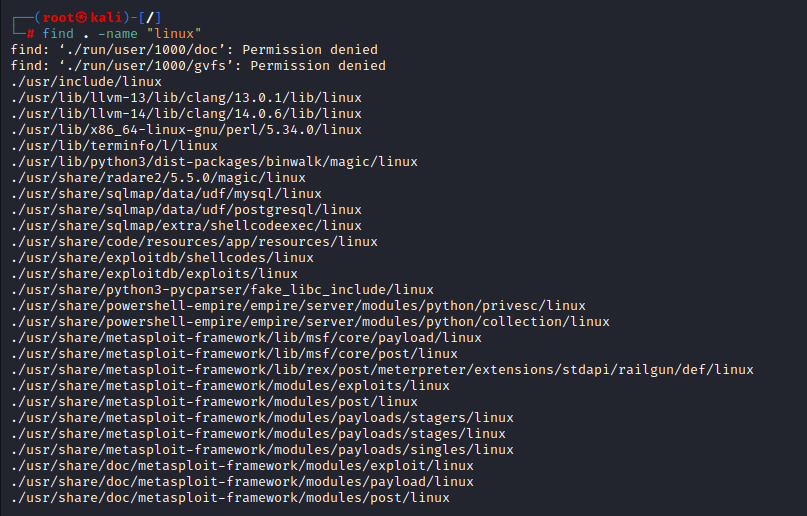 ┌──(root㉿kali)-[/]
└─# find . -name "linux"
find: ‘./run/user/1000/doc’: Permission denied
find: ‘./run/user/1000/gvfs’: Permission denied
./usr/include/linux
./usr/lib/llvm-13/lib/clang/13.0.1/lib/linux
./usr/lib/llvm-14/lib/clang/14.0.6/lib/linux
./usr/lib/x86_64-linux-gnu/perl/5.34.0/linux
./usr/lib/terminfo/l/linux
./usr/lib/python3/dist-packages/binwalk/magic/linux
./usr/share/radare2/5.5.0/magic/linux
./usr/share/sqlmap/data/udf/mysql/linux
./usr/share/sqlmap/data/udf/postgresql/linux
./usr/share/sqlmap/extra/shellcodeexec/linux
./usr/share/code/resources/app/resources/linux
./usr/share/exploitdb/shellcodes/linux
./usr/share/exploitdb/exploits/linux
./usr/share/python3-pycparser/fake_libc_include/linux
./usr/share/powershell-empire/empire/server/modules/python/privesc/linux
./usr/share/powershell-empire/empire/server/modules/python/collection/linux
./usr/share/metasploit-framework/lib/msf/core/payload/linux
./usr/share/metasploit-framework/lib/msf/core/post/linux
./usr/share/metasploit-framework/lib/rex/post/meterpreter/extensions/stdapi/railgun/def/linux
./usr/share/metasploit-framework/modules/exploits/linux
./usr/share/metasploit-framework/modules/post/linux
./usr/share/metasploit-framework/modules/payloads/stagers/linux
./usr/share/metasploit-framework/modules/payloads/stages/linux
./usr/share/metasploit-framework/modules/payloads/singles/linux
./usr/share/doc/metasploit-framework/modules/exploit/linux
./usr/share/doc/metasploit-framework/modules/payload/linux
./usr/share/doc/metasploit-framework/modules/post/linux